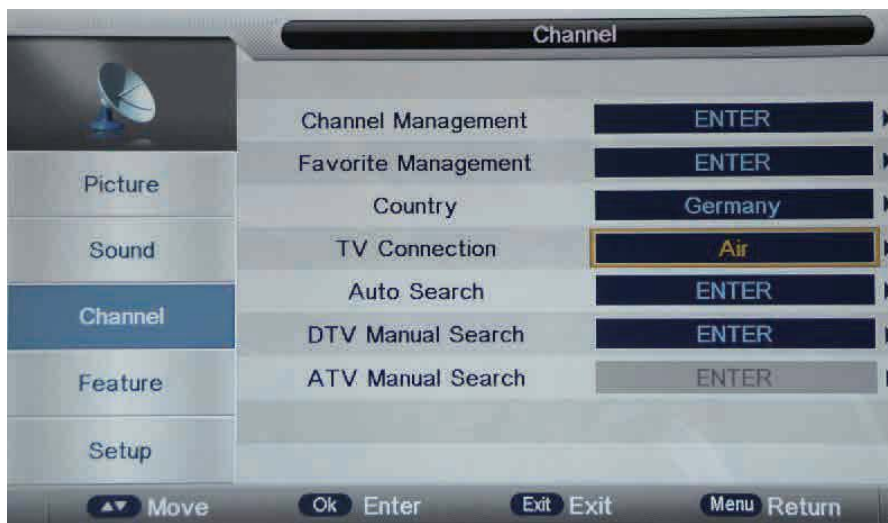 Channel
Channel Management ENTER
Favorite Management ENTER
Picture
Country Germany
Sound
TV Connection Air
Auto Search ENTER
Channel
DTV Manual Search ENTER
Feature
ATV Manual Search ENTER
Setup
Move Ok Enter Exit Exit Menu Return